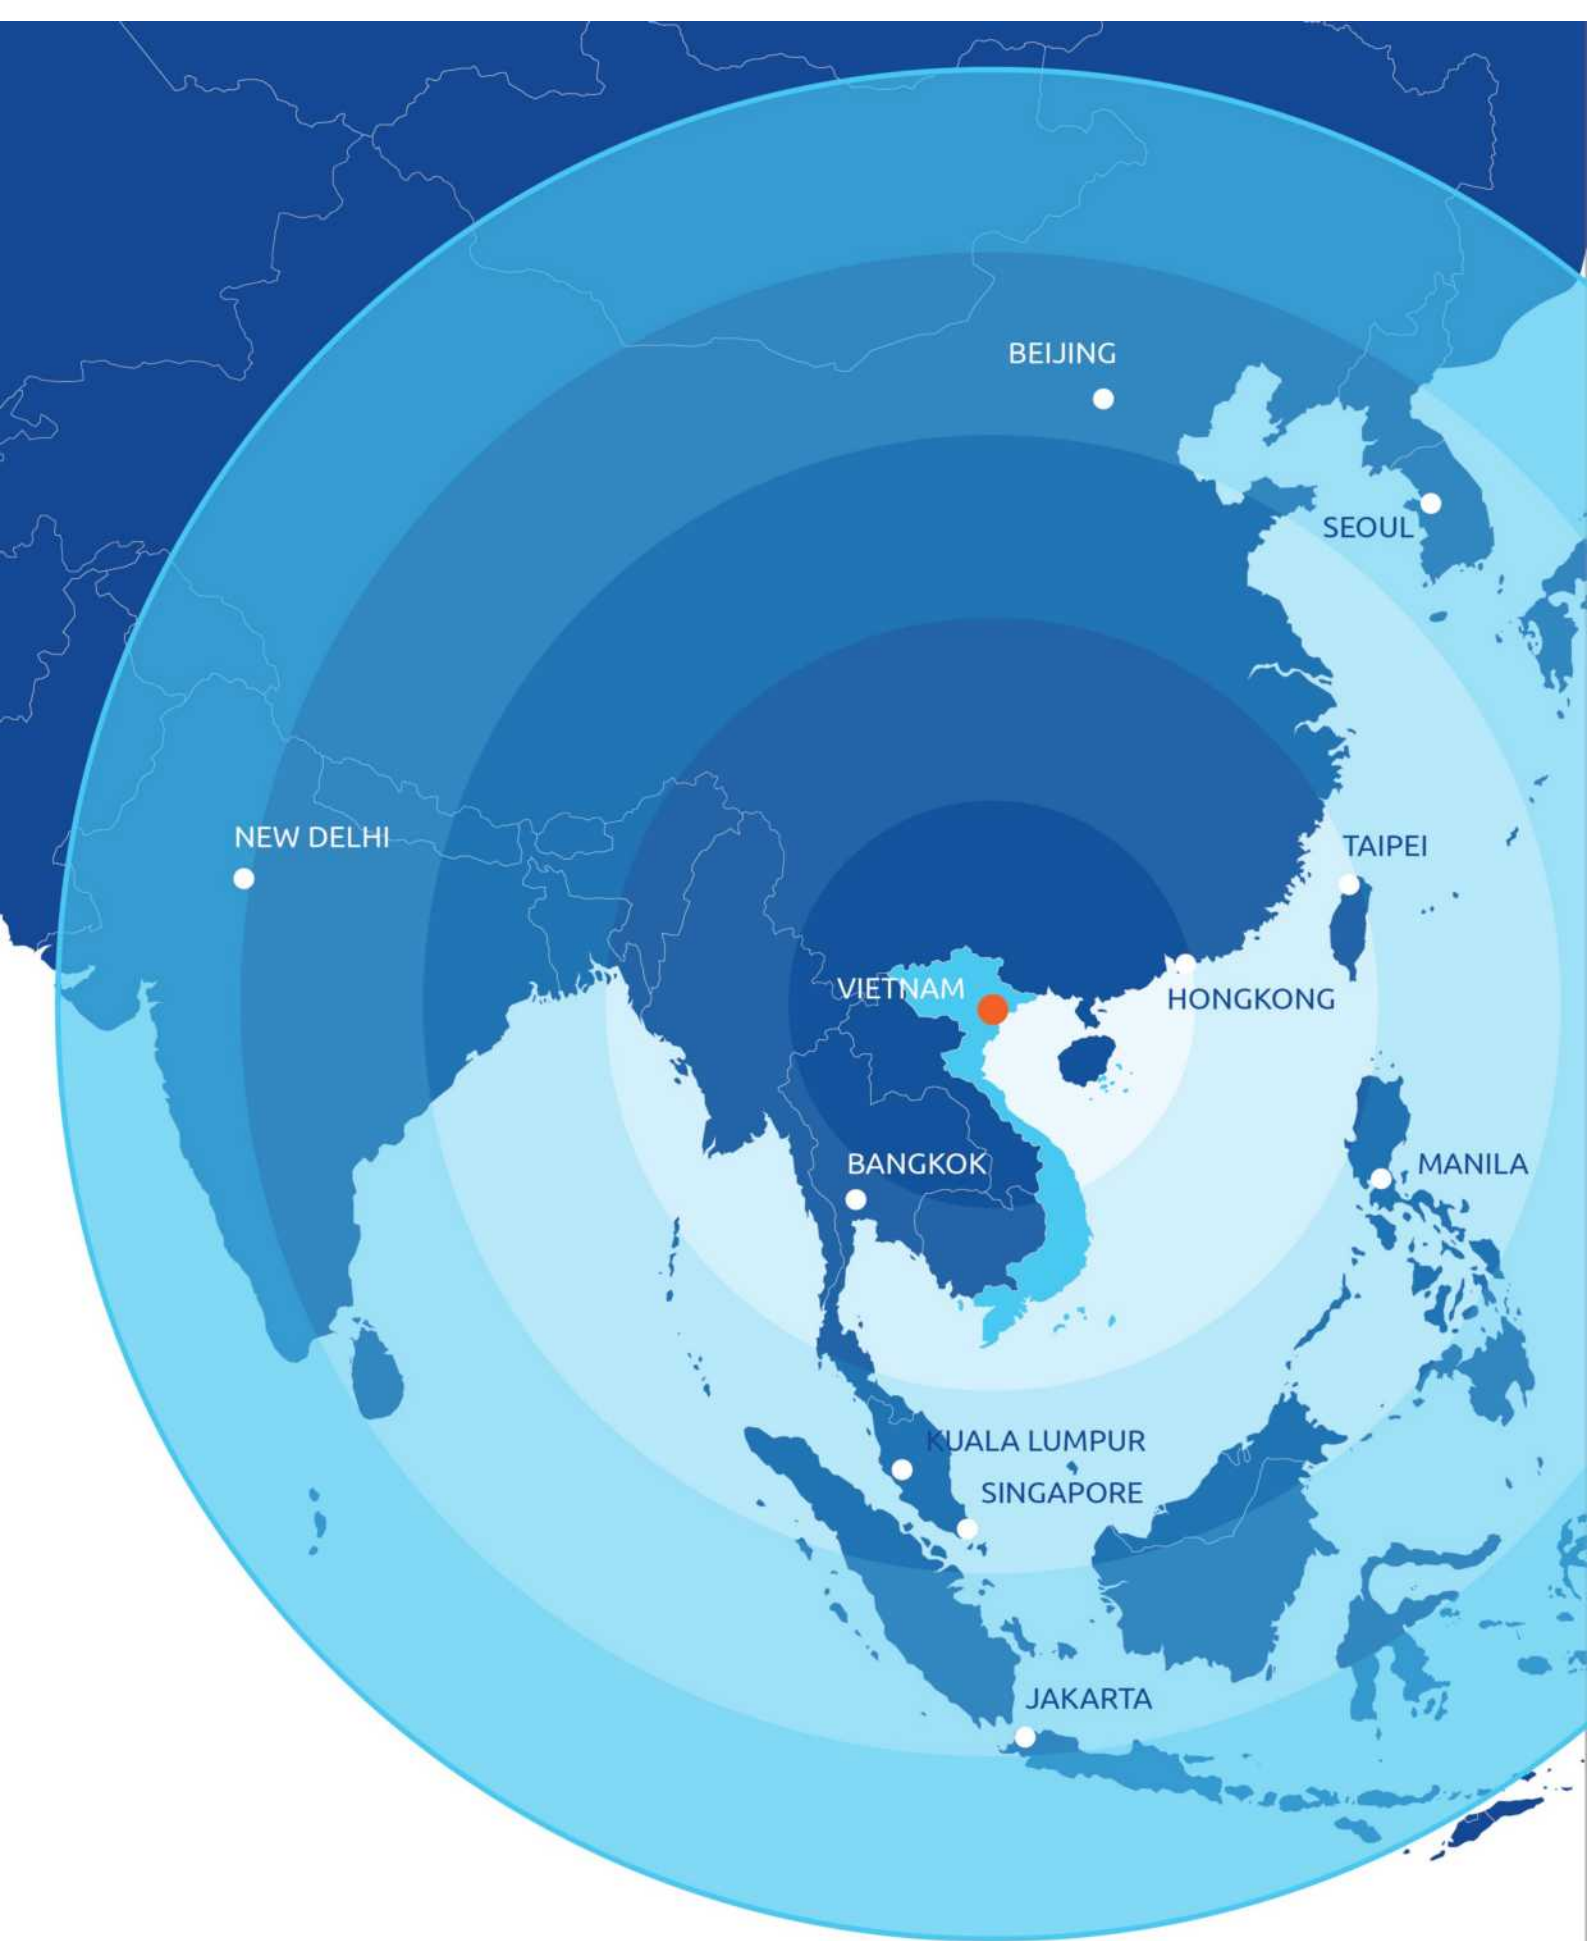 BEIJING
SEOUL
NEW DELHI
TAIPEI
VIETNAM
HONGKONG
BANGKOK
MANILA
KUALA LUMPUR
SINGAPORE
JAKARTA